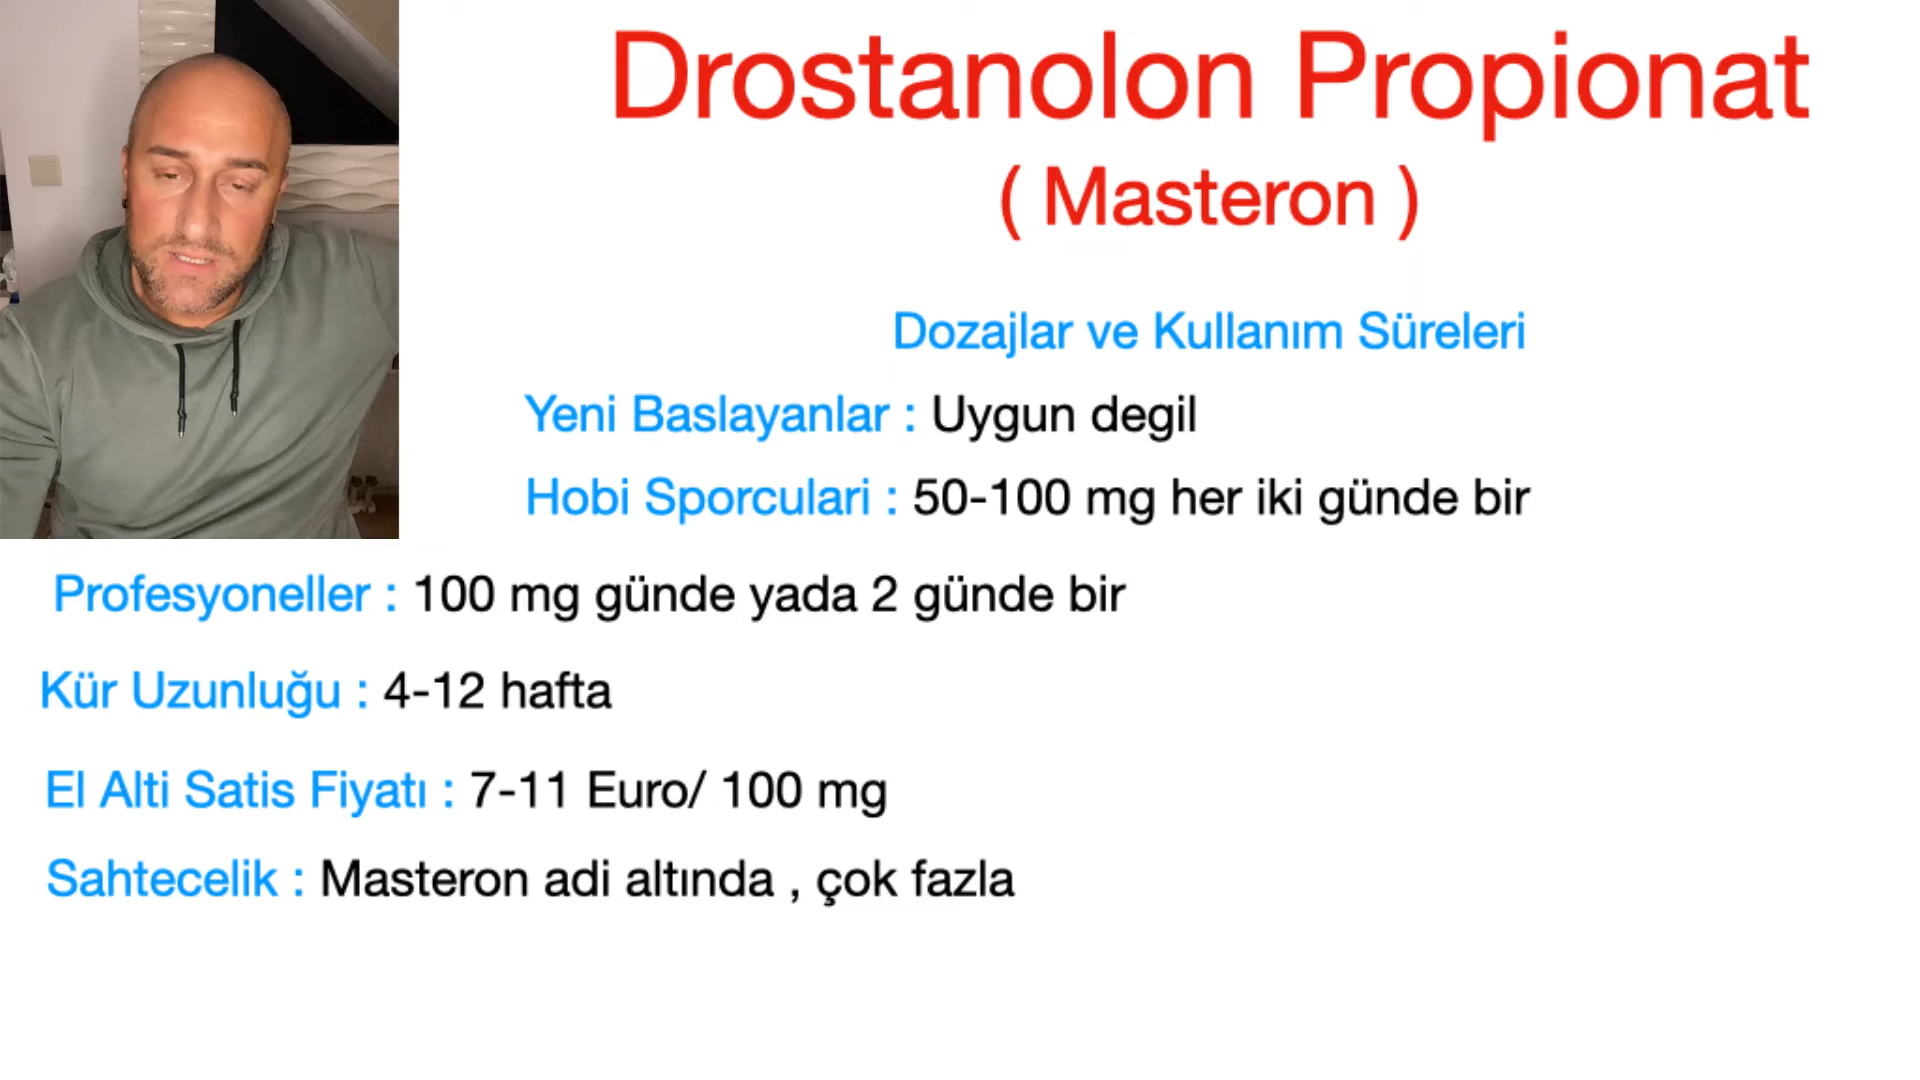 Drostanolon Propionat
( Masteron )
Dozajlar ve Kullanım Süreleri
Yeni Baslayanlar : Uygun degil
Hobi Sporculari : 50-100 mg her iki günde bir
Profesyoneller : 100 mg günde yada 2 günde bir
Kür Uzunluğu : 4-12 hafta
El Alti Satis Fiyatı : 7-11 Euro/ 100 mg
Sahtecelik : Masteron adi altında , çok fazla